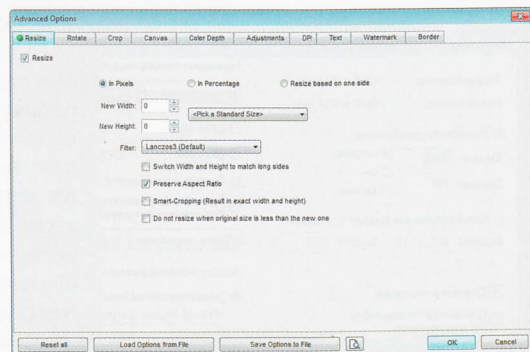 Advanced Options
Resize Rotate Crop Canvas Color Depth Adjustments DPI Text Watermark Border
Resize
In Pixels In Percentage Resize based on one side
New Width: 0
<Pick a Standard Size>
New Height: 0
Filter: Lanczos3 (Default)
Switch Width and Height to match long sides
Preserve Aspect Ratio
Smart-Cropping (Result in exact width and height)
Do not resize when original size is less than the new one
Reset all Load Options from File Save Options to File OK Cancel